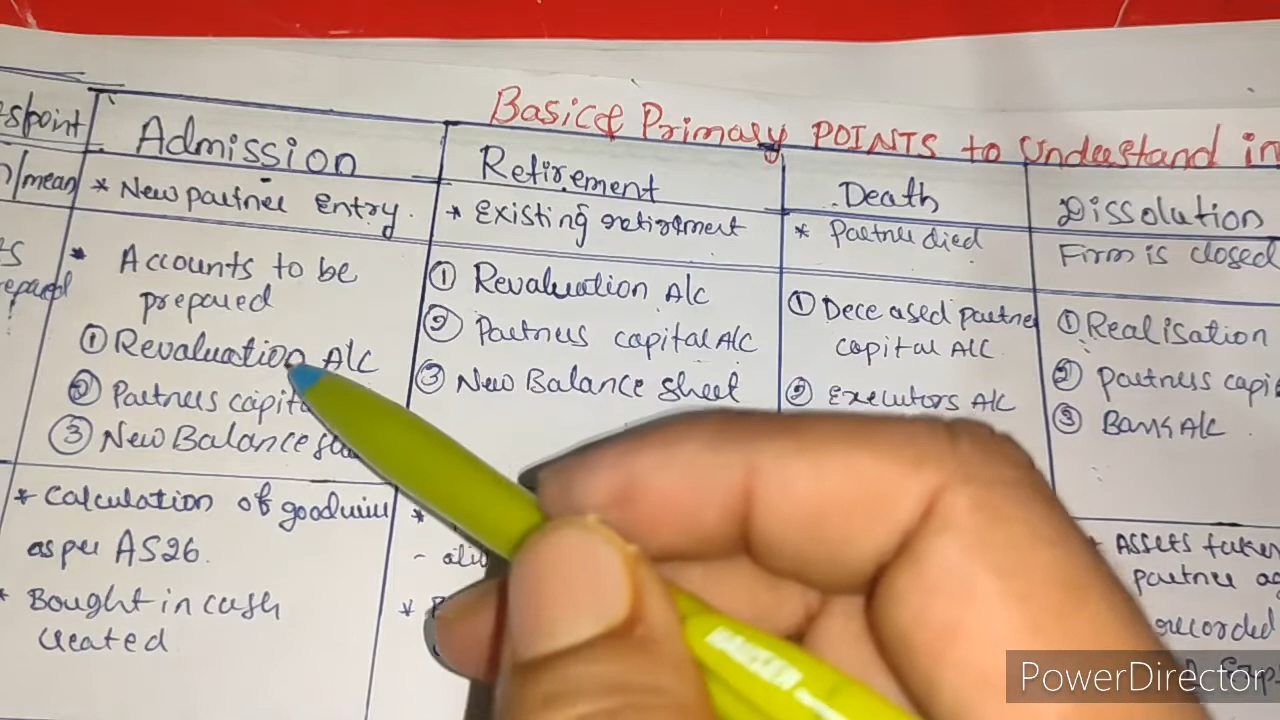 Basic & Primary POINTS to Understand in
Admission
Retirement
Death
Dissolution
* New partner Entry.
* Existing retirement
* Partner died
Firm is closed
* Accounts to be
prepared
① Revaluation A/C
② Partners capit
③ New Balance
① Revaluation A/C
② Partners capital A/C
③ New Balance sheet
① Deceased partner
capital A/C
② Executors A/C
① Realisation
② partners capi
③ Bank A/C
* Calculation of goodwill
as per AS26.
* Bought in cash
created
Assets taken
partner
recorded
PowerDirector